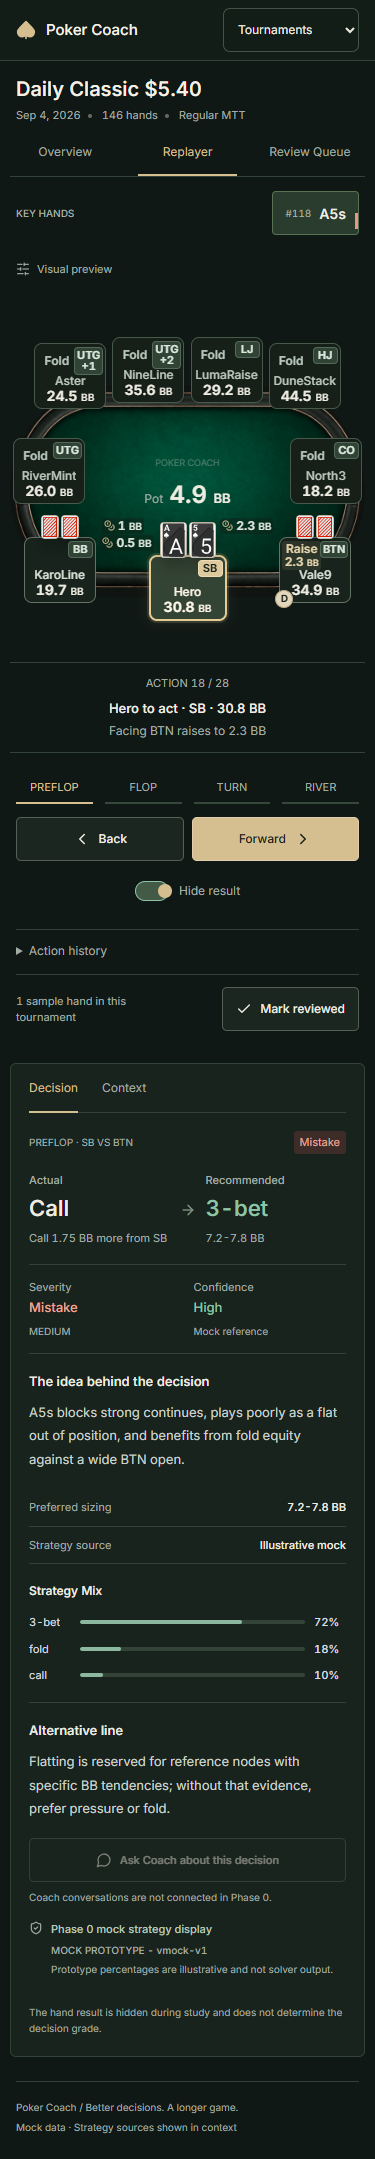 Poker Coach
Tournaments
Daily Classic $5.40
Sep 4, 2026 • 146 hands • Regular MTT
Overview
Replayer
Review Queue
KEY HANDS
#118 A5s
Visual preview
Fold UTG +1
Aster
24.5 BB
Fold UTG +2
NineLine
35.6 BB
Fold LJ
LumaRaise
29.2 BB
Fold HJ
DuneStack
44.5 BB
Fold UTG
RiverMint
26.0 BB
Fold CO
North3
18.2 BB
POKER COACH
Pot 4.9 BB
1 BB
0.5 BB
2.3 BB
A
A
5
5
BB
KaroLine
19.7 BB
SB
Hero
30.8 BB
Raise BTN
2.3 BB
Vale9
34.9 BB
D
ACTION 18 / 28
Hero to act · SB · 30.8 BB
Facing BTN raises to 2.3 BB
PREFLOP
FLOP
TURN
RIVER
Back
Forward
Hide result
Action history
1 sample hand in this
tournament
Mark reviewed
Decision
Context
PREFLOP · SB VS BTN
Mistake
Actual
Recommended
Call → 3-bet
Call 1.75 BB more from SB
7.2-7.8 BB
Severity
Confidence
Mistake
High
MEDIUM
Mock reference
The idea behind the decision
A5s blocks strong continues, plays poorly as a flat
out of position, and benefits from fold equity
against a wide BTN open.
Preferred sizing
7.2-7.8 BB
Strategy source
Illustrative mock
Strategy Mix
3-bet 72%
fold 18%
call 10%
Alternative line
Flatting is reserved for reference nodes with
specific BB tendencies; without that evidence,
prefer pressure or fold.
Ask Coach about this decision
Coach conversations are not connected in Phase 0.
Phase 0 mock strategy display
MOCK PROTOTYPE - vmock-v1
Prototype percentages are illustrative and not solver output.
The hand result is hidden during study and does not determine the
decision grade.
Poker Coach / Better decisions. A longer game.
Mock data · Strategy sources shown in context